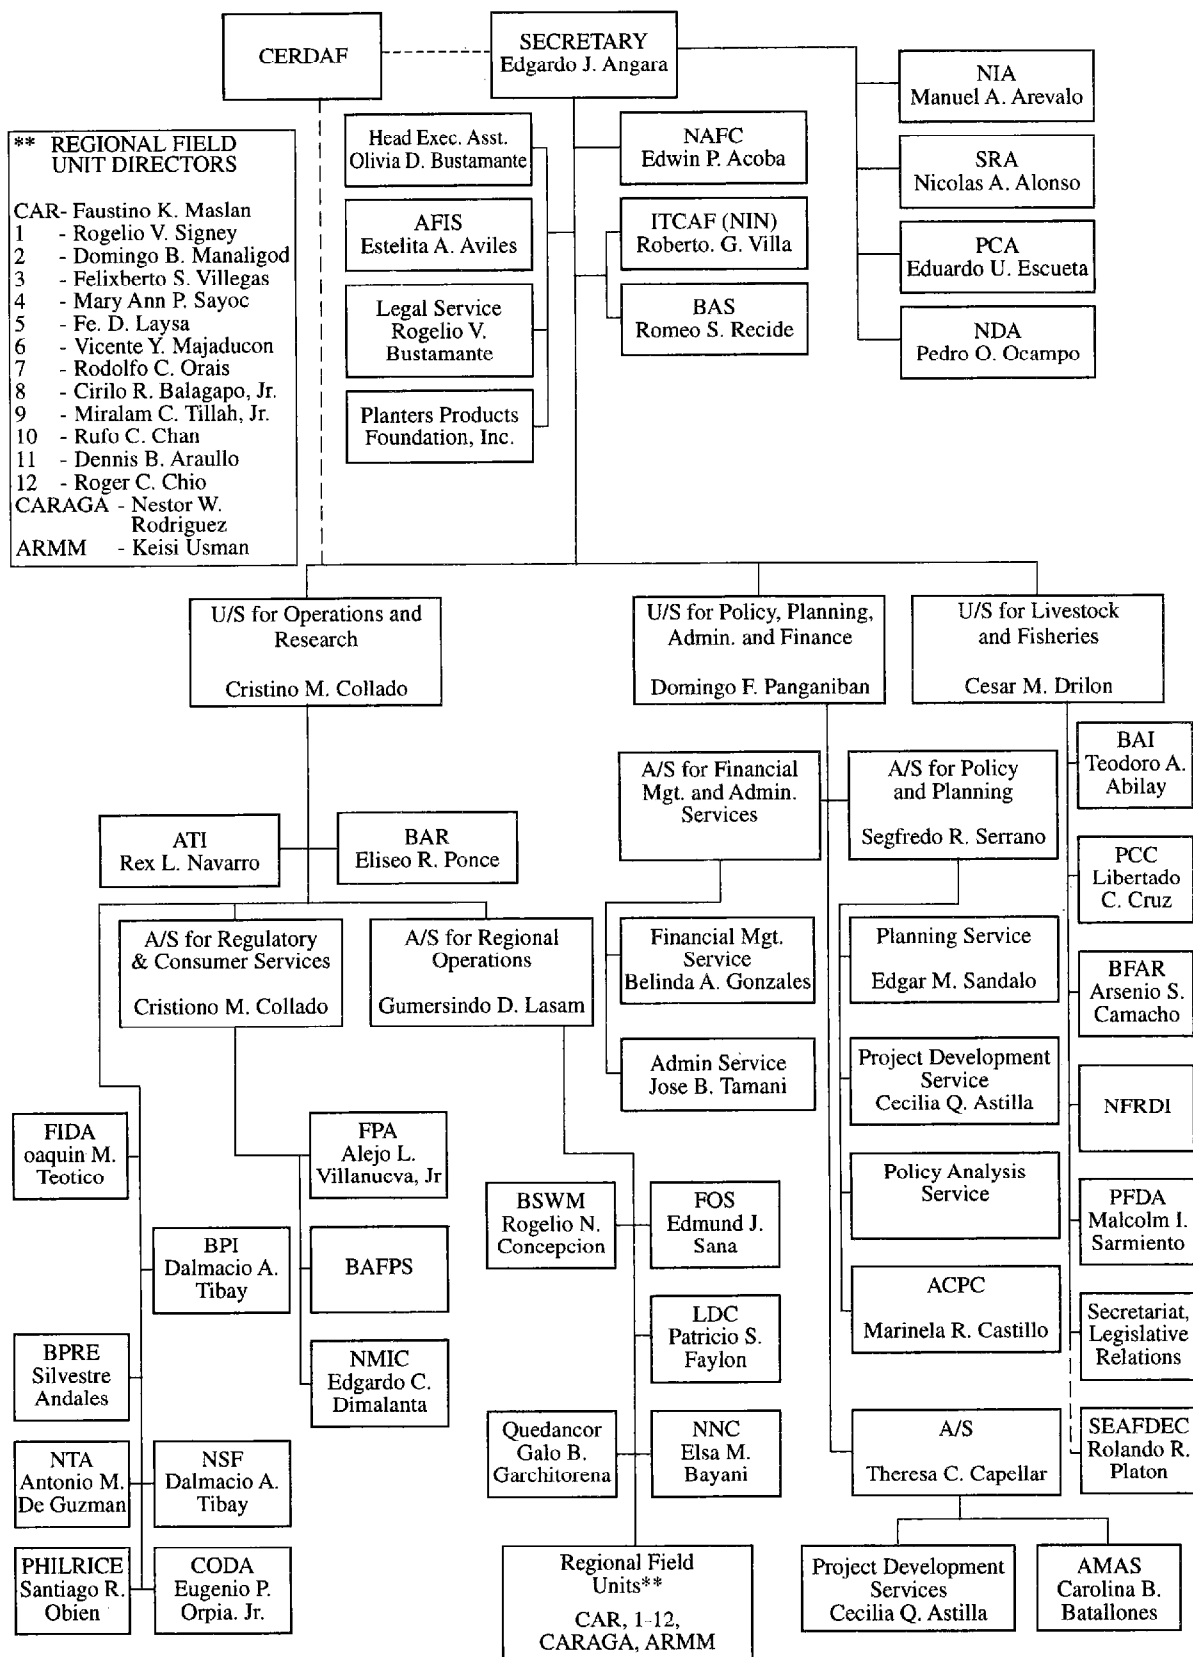 CERDAF
SECRETARY
Edgardo J. Angara
NIA
Manuel A. Arevalo
SRA
Nicolas A. Alonso
PCA
Eduardo U. Escueta
NDA
Pedro O. Ocampo
Head Exec. Asst.
Olivia D. Bustamante
AFIS
Estelita A. Aviles
Legal Service
Rogelio V.
Bustamante
Planters Products
Foundation, Inc.
NAFC
Edwin P. Acoba
ITCAF (NIN)
Roberto. G. Villa
BAS
Romeo S. Recide
** REGIONAL FIELD
UNIT DIRECTORS
CAR- Faustino K. Maslan
1 - Rogelio V. Signey
2 - Domingo B. Manaligod
3 - Felixberto S. Villegas
4 - Mary Ann P. Sayoc
5 - Fe. D. Laysa
6 - Vicente Y. Majaducon
7 - Rodolfo C. Orais
8 - Cirilo R. Balagapo, Jr.
9 - Miralam C. Tillah, Jr.
10 - Rufo C. Chan
11 - Dennis B. Araullo
12 - Roger C. Chio
CARAGA - Nestor W.
Rodriguez
ARMM - Keisi Usman
U/S for Operations and
Research
Cristino M. Collado
U/S for Policy, Planning,
Admin. and Finance
Domingo F. Panganiban
U/S for Livestock
and Fisheries
Cesar M. Drilon
ATI
Rex L. Navarro
BAR
Eliseo R. Ponce
A/S for Financial
Mgt. and Admin.
Services
A/S for Policy
and Planning
Segfredo R. Serrano
BAI
Teodoro A.
Abilay
PCC
Libertado
C. Cruz
BFAR
Arsenio S.
Camacho
NFRDI
PFDA
Malcolm I.
Sarmiento
Secretariat,
Legislative
Relations
SEAFDEC
Rolando R.
Platon
A/S for Regulatory
& Consumer Services
Cristiono M. Collado
A/S for Regional
Operations
Gumersindo D. Lasam
Financial Mgt.
Service
Belinda A. Gonzales
Admin Service
Jose B. Tamani
Planning Service
Edgar M. Sandalo
Project Development
Service
Cecilia Q. Astilla
Policy Analysis
Service
ACPC
Marinela R. Castillo
A/S
Theresa C. Capellar
Project Development
Services
Cecilia Q. Astilla
AMAS
Carolina B.
Batallones
FIDA
oaquin M.
Teotico
BPI
Dalmacio A.
Tibay
BPRE
Silvestre
Andales
NTA
Antonio M.
De Guzman
NSF
Dalmacio A.
Tibay
PHILRICE
Santiago R.
Obien
CODA
Eugenio P.
Orpia. Jr.
FPA
Alejo L.
Villanueva, Jr
BAFPS
NMIC
Edgardo C.
Dimalanta
BSWM
Rogelio N.
Concepcion
FOS
Edmund J.
Sana
LDC
Patricio S.
Faylon
Quedancor
Galo B.
Garchitorena
NNC
Elsa M.
Bayani
Regional Field
Units**
CAR, 1-12,
CARAGA, ARMM